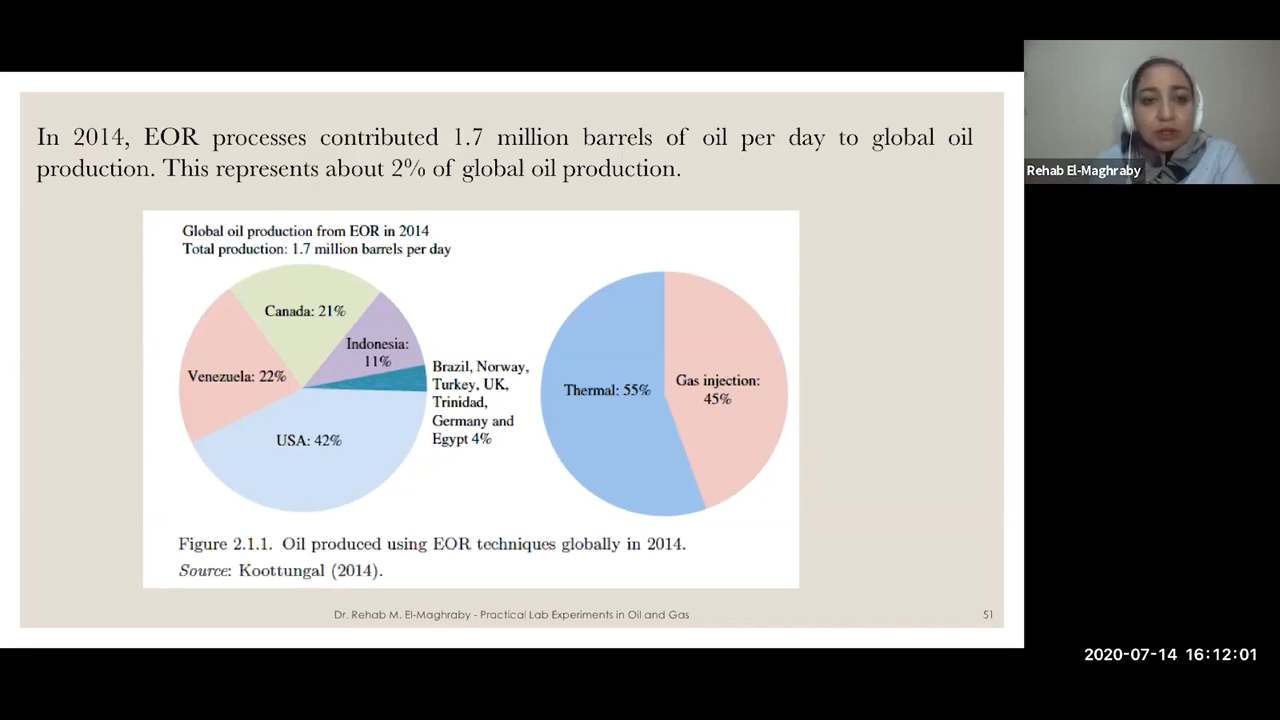 In 2014, EOR processes contributed 1.7 million barrels of oil per day to global oil
production. This represents about 2% of global oil production.
Global oil production from EOR in 2014
Total production: 1.7 million barrels per day
Canada: 21%
Indonesia:
11%
Venezuela: 22%
USA: 42%
Brazil, Norway,
Turkey, UK,
Trinidad,
Germany and
Egypt 4%
Thermal: 55%
Gas injection:
45%
Figure 2.1.1. Oil produced using EOR techniques globally in 2014.
Source: Koottungal (2014).
Dr. Rehab M. El-Maghraby - Practical Lab Experiments in Oil and Gas
51
Rehab El-Maghraby
2020-07-14 16:12:01